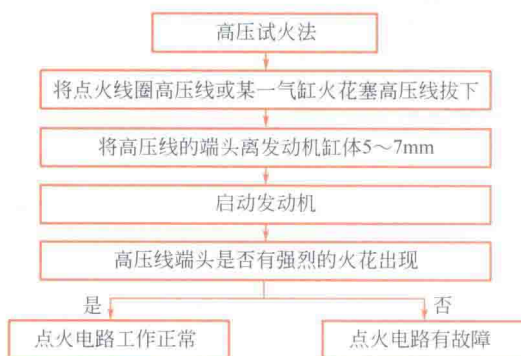 高压试火法
将点火线圈高压线或某一气缸火花塞高压线拔下
将高压线的端头离发动机缸体5～7mm
启动发动机
高压线端头是否有强烈的火花出现
是
否
点火电路工作正常
点火电路有故障